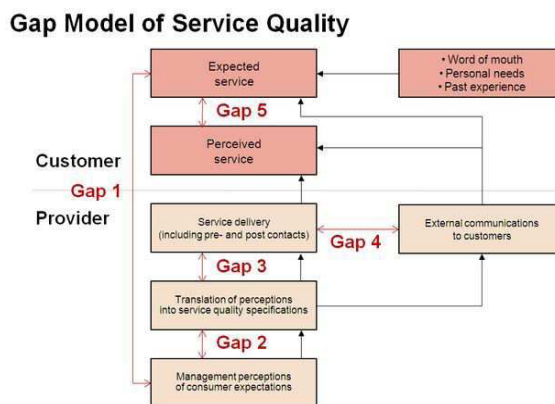 Gap Model of Service Quality
Expected
service
• Word of mouth
• Personal needs
• Past experience
Gap 5
Perceived
service
Customer
Gap 1
Provider
Service delivery
(including pre- and post contacts)
Gap 4
External communications
to customers
Gap 3
Translation of perceptions
into service quality specifications
Gap 2
Management perceptions
of consumer expectations